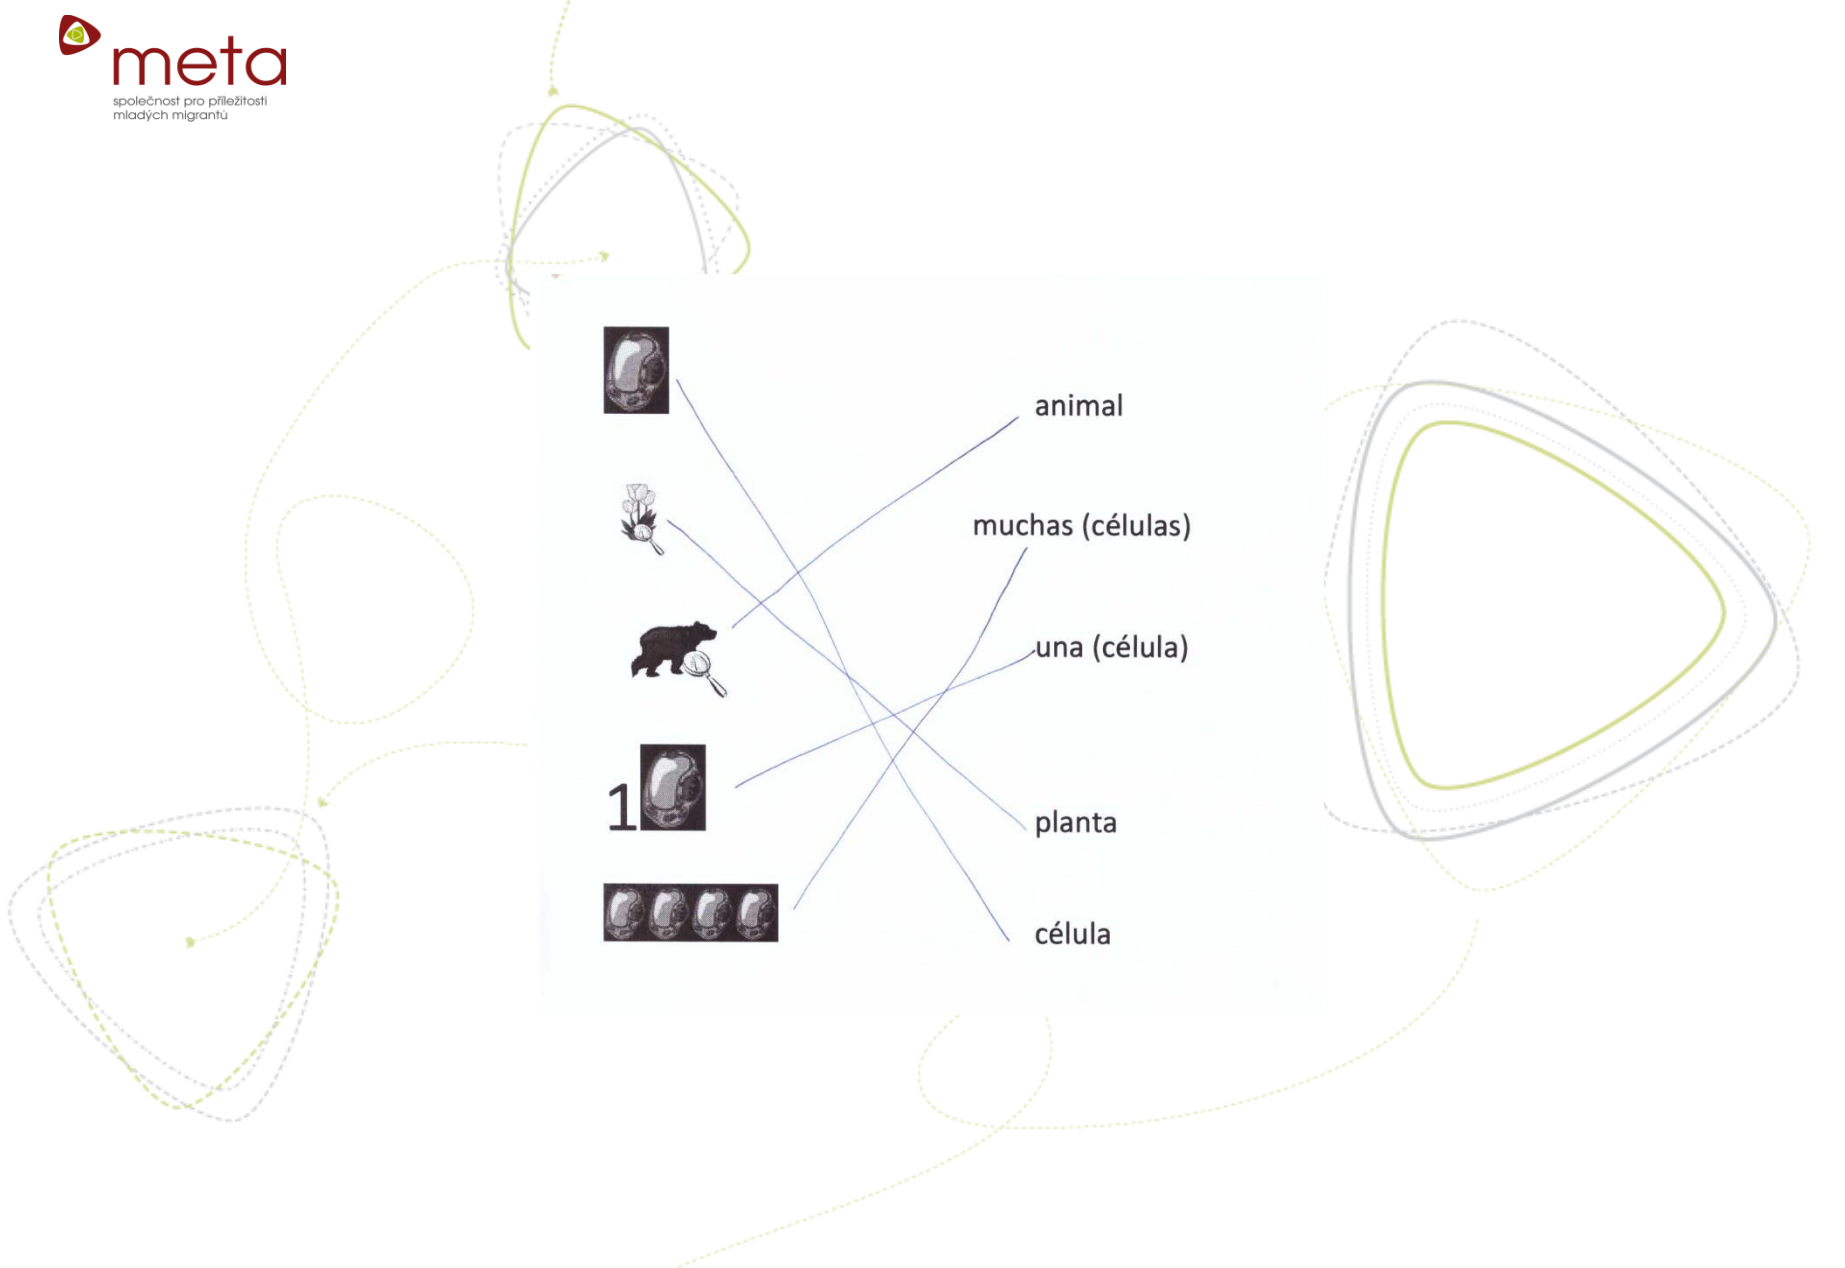 meta
společnost pro příležitosti
mladých migrantů
animal
muchas (células)
una (célula)
1
planta
célula